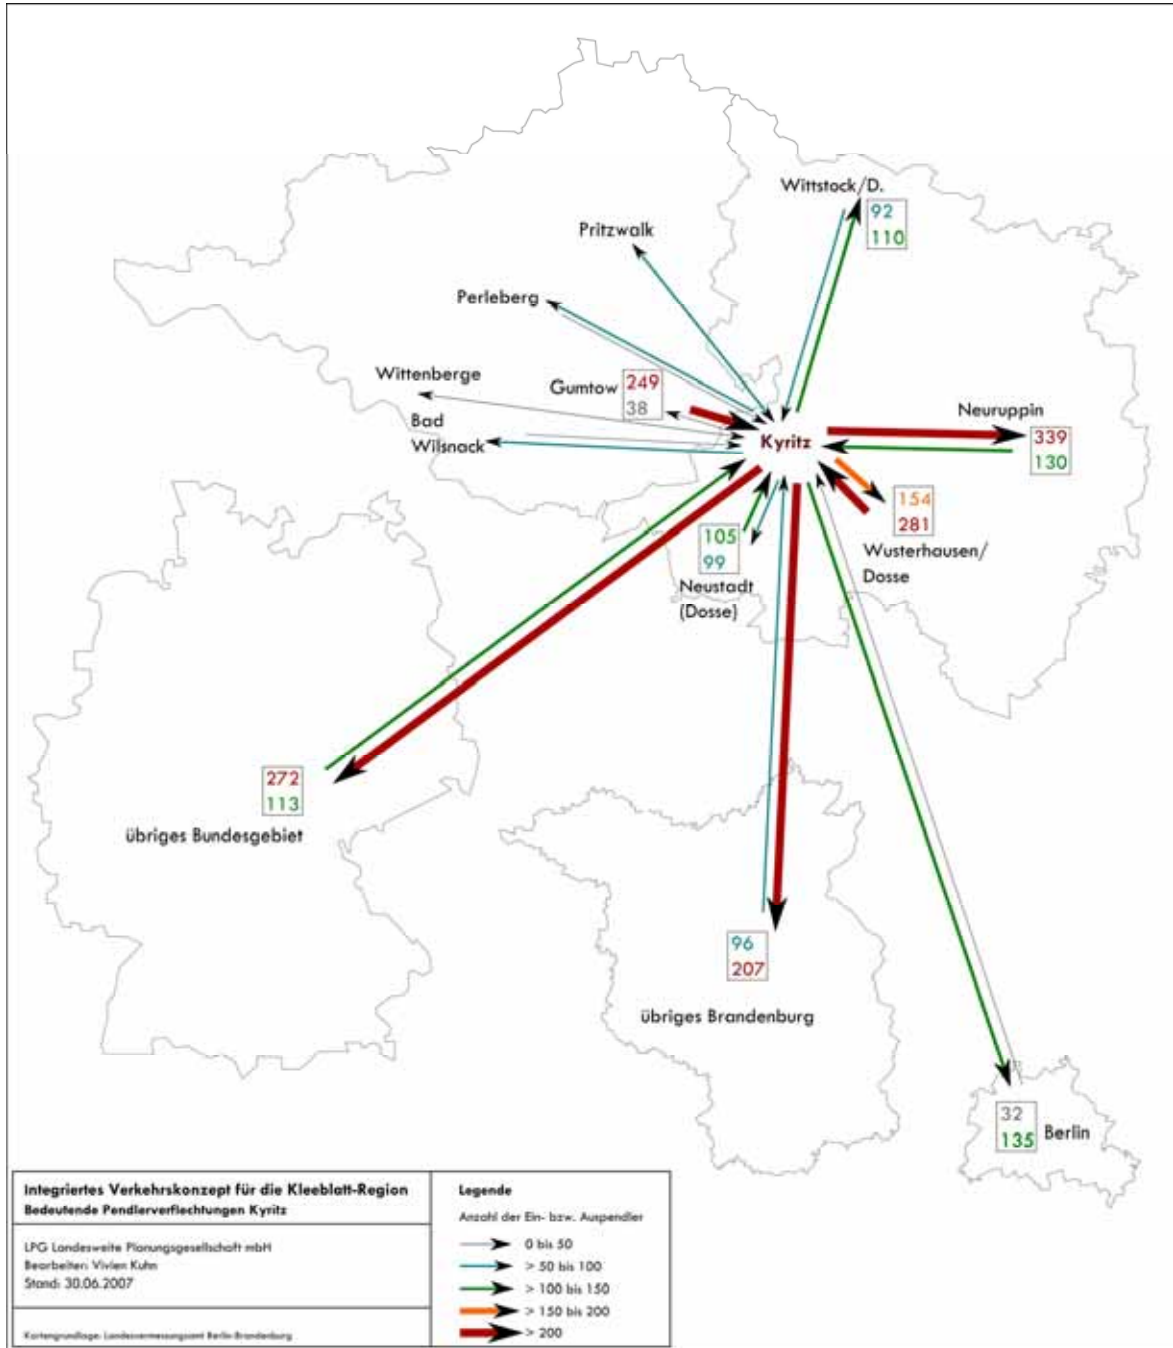 Wittstock/D.
92
110
Pritzwalk
Perleberg
Wittenberge
Gumtow
249
38
Bad
Wilsnack
Kyritz
Neuruppin
339
130
154
281
Wusterhausen/
Dosse
105
99
Neustadt
(Dosse)
272
113
übriges Bundesgebiet
96
207
übriges Brandenburg
32
135
Berlin
Integriertes Verkehrskonzept für die Kleeblatt-Region
Bedeutende Pendlerverflechtungen Kyritz
LPG Landesweite Planungsgesellschaft mbH
Bearbeiter: Vivien Kuhn
Stand: 30.06.2007
Kartengrundlage: Landesvermessungsamt Berlin-Brandenburg
Legende
Anzahl der Ein- bzw. Auspendler
0 bis 50
> 50 bis 100
> 100 bis 150
> 150 bis 200
> 200